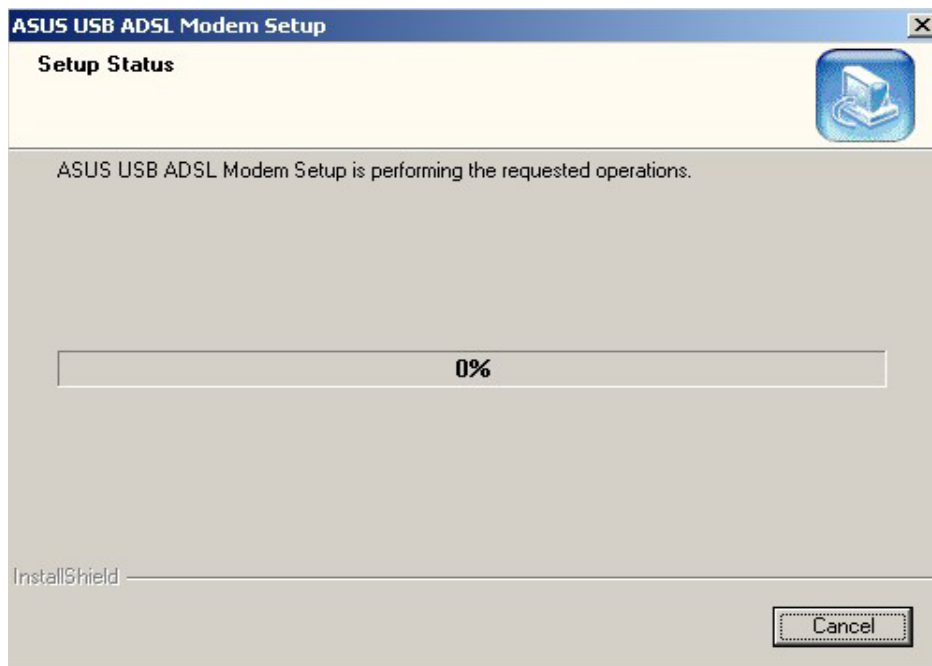 ASUS USB ADSL Modem Setup
Setup Status
ASUS USB ADSL Modem Setup is performing the requested operations.
0%
InstallShield
Cancel